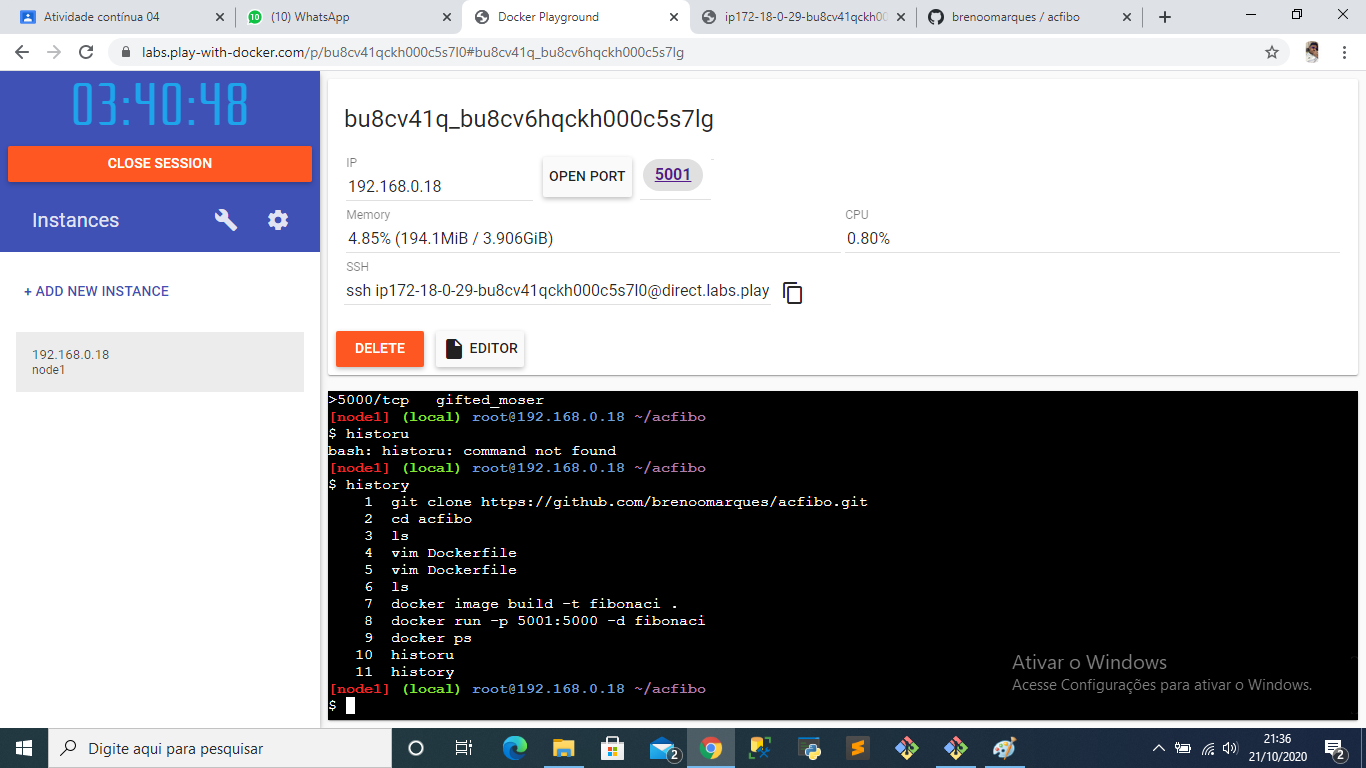 Atividade contínua 04
(10) WhatsApp
Docker Playground
ip172-18-0-29-bu8cv41qckh00
brenoomarques / acfibo
labs.play-with-docker.com/p/bu8cv41qckh000c5s7l0#bu8cv41q_bu8cv6hqckh000c5s7lg
03:40:48
CLOSE SESSION
Instances
+ ADD NEW INSTANCE
192.168.0.18
node1
bu8cv41q_bu8cv6hqckh000c5s7lg
IP
192.168.0.18
OPEN PORT
5001
Memory
4.85% (194.1MiB / 3.906GiB)
CPU
0.80%
SSH
ssh ip172-18-0-29-bu8cv41qckh000c5s7l0@direct.labs.play
DELETE
EDITOR
>5000/tcp gifted_moser
[node1] (local) root@192.168.0.18 ~/acfibo
$ historu
bash: historu: command not found
[node1] (local) root@192.168.0.18 ~/acfibo
$ history
1 git clone https://github.com/brenoomarques/acfibo.git
2 cd acfibo
3 ls
4 vim Dockerfile
5 vim Dockerfile
6 ls
7 docker image build -t fibonaci .
8 docker run -p 5001:5000 -d fibonaci
9 docker ps
10 historu
11 history
[node1] (local) root@192.168.0.18 ~/acfibo
$
Ativar o Windows
Acesse Configurações para ativar o Windows.
Digite aqui para pesquisar
2
21:36
21/10/2020
2